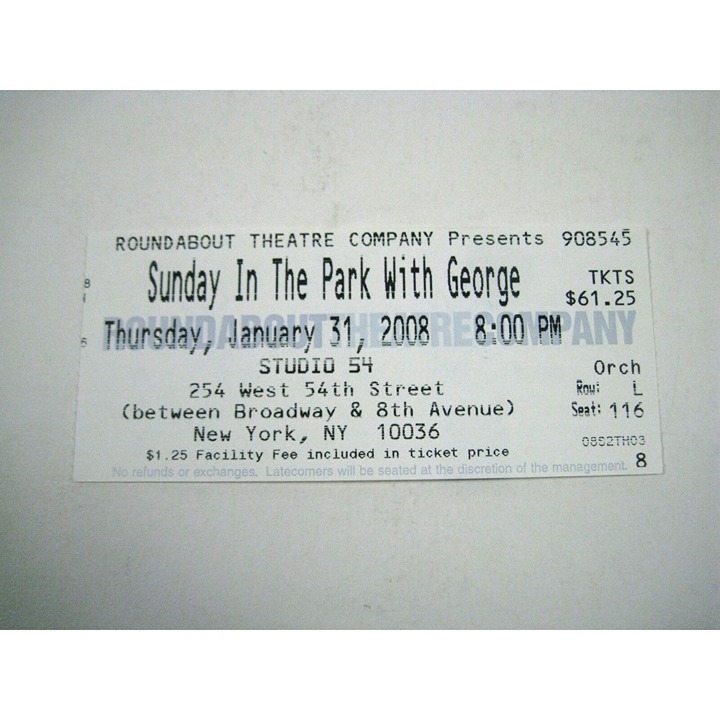 ROUNDABOUT THEATRE COMPANY Presents 908545
Sunday In The Park With George
TKTS
$61.25
ROUNDABOUT THEATRE COMPANY
Thursday, January 31, 2008 8:00 PM
STUDIO 54
Orch
254 West 54th Street
Row: L
(between Broadway & 8th Avenue)
Seat: 116
New York, NY 10036
0852TH03
$1.25 Facility Fee included in ticket price
8
No refunds or exchanges. Latecomers will be seated at the discretion of the management.